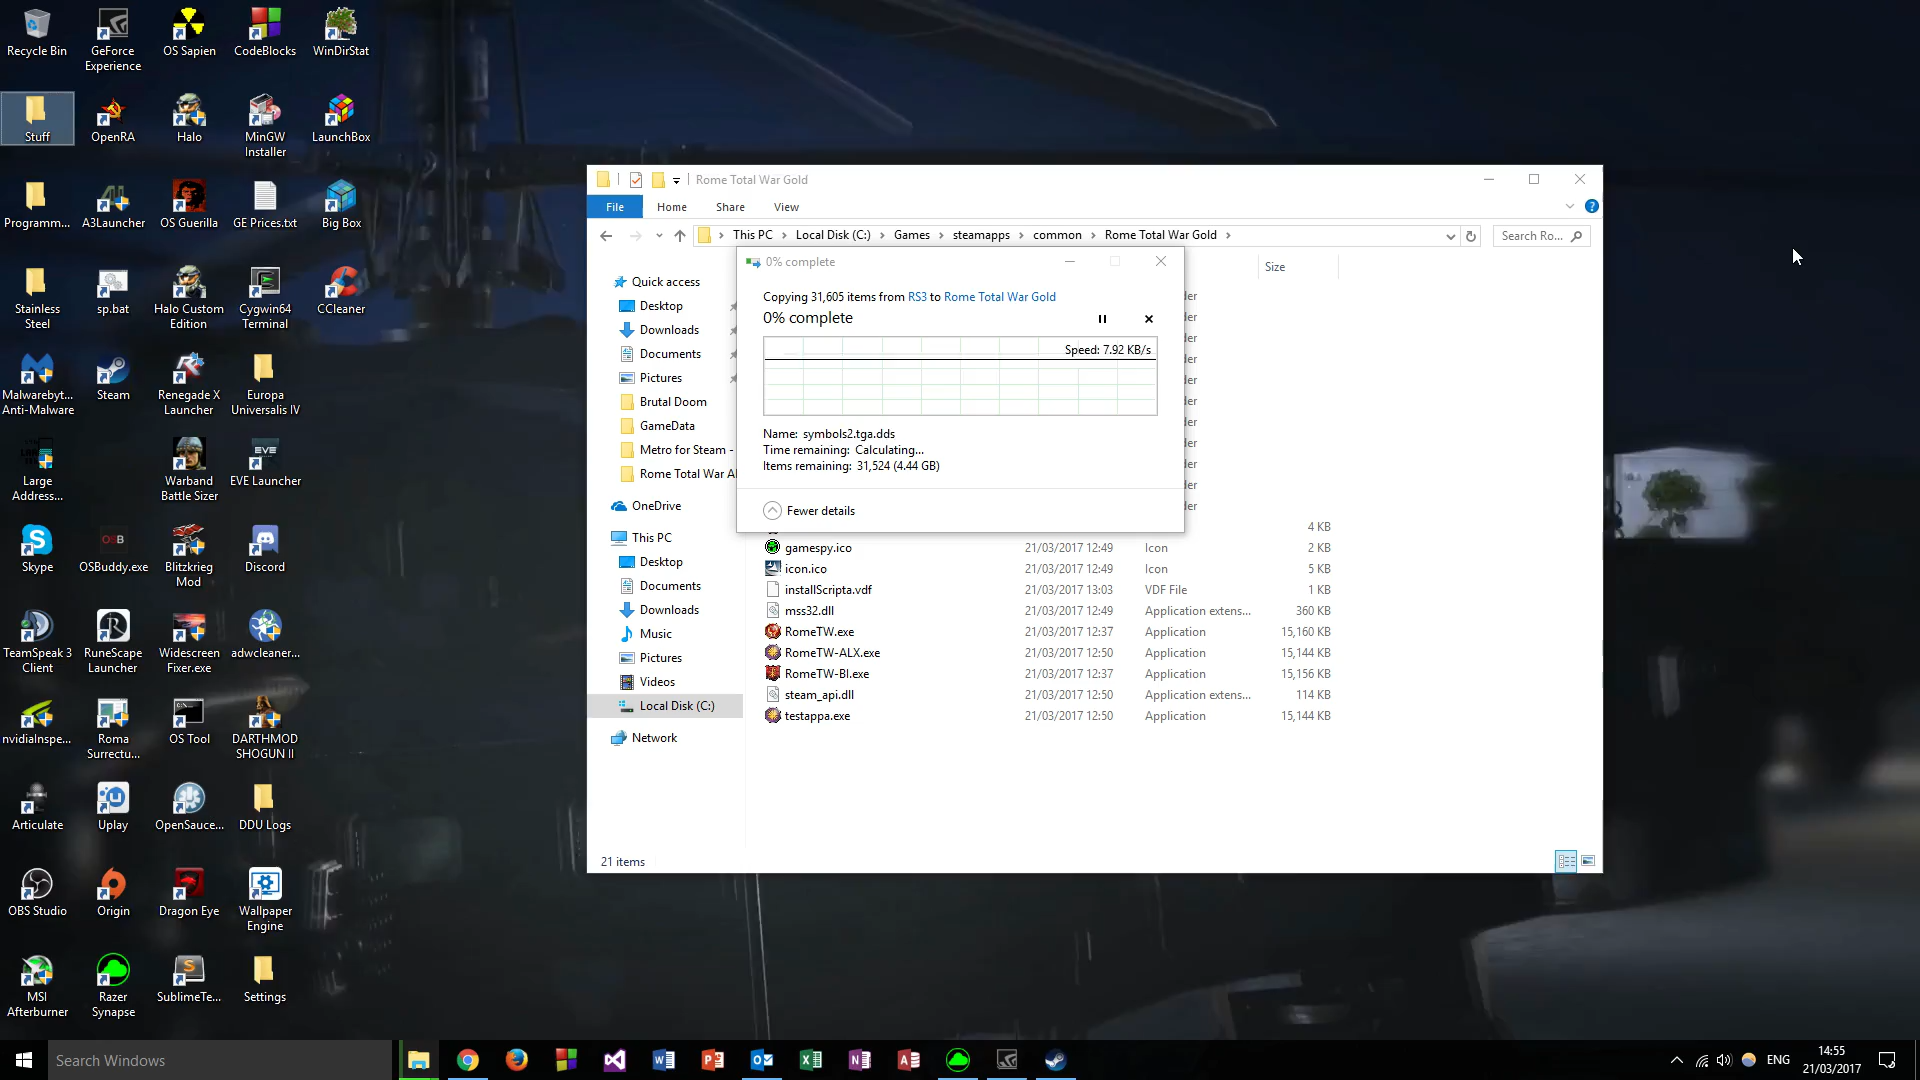 Recycle Bin
GeForce Experience
OS Sapien
CodeBlocks
WinDirStat
Stuff
OpenRA
Halo
MinGW Installer
LaunchBox
Programm...
A3Launcher
OS Guerilla
GE Prices.txt
Big Box
Stainless Steel
sp.bat
Halo Custom Edition
Cygwin64 Terminal
CCleaner
Malwarebyt... Anti-Malware
Steam
Renegade X Launcher
Europa Universalis IV
Large Address...
Warband Battle Sizer
EVE Launcher
Skype
OSBuddy.exe
Blitzkrieg Mod
Discord
TeamSpeak 3 Client
RuneScape Launcher
Widescreen Fixer.exe
adwcleaner...
nvidiaInspe...
Roma Surrectu...
OS Tool
DARTHMOD SHOGUN II
Articulate
Uplay
OpenSauce...
DDU Logs
OBS Studio
Origin
Dragon Eye
Wallpaper Engine
MSI Afterburner
Razer Synapse
SublimeTe...
Settings
Rome Total War Gold
File Home Share View
This PC Local Disk (C:) Games steamapps common Rome Total War Gold
Search Ro...
Size
Quick access
Desktop
Downloads
Documents
Pictures
Brutal Doom
GameData
Metro for Steam -
Rome Total War Al
OneDrive
This PC
Desktop
Documents
Downloads
Music
Pictures
Videos
Local Disk (C:)
Network
0% complete
Copying 31,605 items from RS3 to Rome Total War Gold
0% complete
Speed: 7.92 KB/s
Name: symbols2.tga.dds
Time remaining: Calculating...
Items remaining: 31,524 (4.44 GB)
Fewer details
der
der
der
der
der
der
der
der
der
der
der
4 KB
gamespy.ico 21/03/2017 12:49 Icon 2 KB
icon.ico 21/03/2017 12:49 Icon 5 KB
installScripta.vdf 21/03/2017 13:03 VDF File 1 KB
mss32.dll 21/03/2017 12:49 Application extens... 360 KB
RomeTW.exe 21/03/2017 12:37 Application 15,160 KB
RomeTW-ALX.exe 21/03/2017 12:50 Application 15,144 KB
RomeTW-BI.exe 21/03/2017 12:37 Application 15,156 KB
steam_api.dll 21/03/2017 12:50 Application extens... 114 KB
testappa.exe 21/03/2017 12:50 Application 15,144 KB
21 items
Search Windows
ENG
14:55
21/03/2017